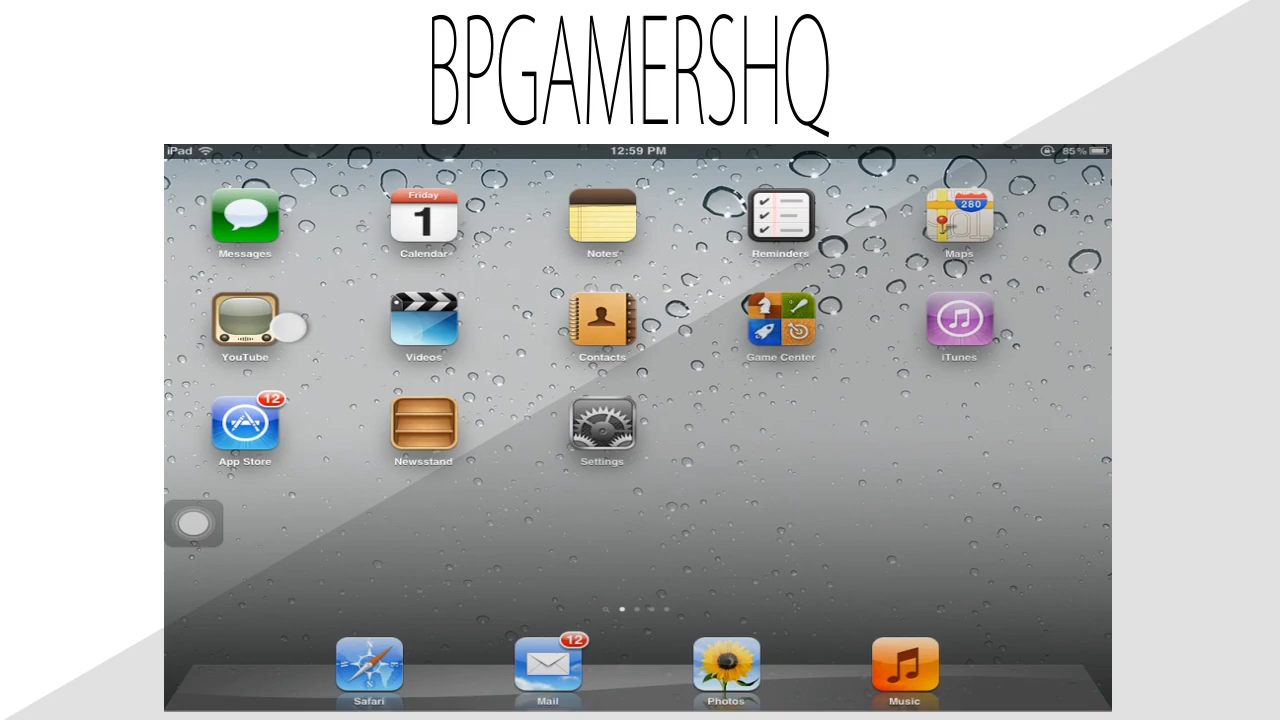 BPGAMERSHQ
iPad 12:59 PM 85%
Friday
1
280
Messages Calendar Notes Reminders Maps
YouTube Videos Contacts Game Center iTunes
12
App Store Newsstand Settings
12
Safari Mail Photos Music